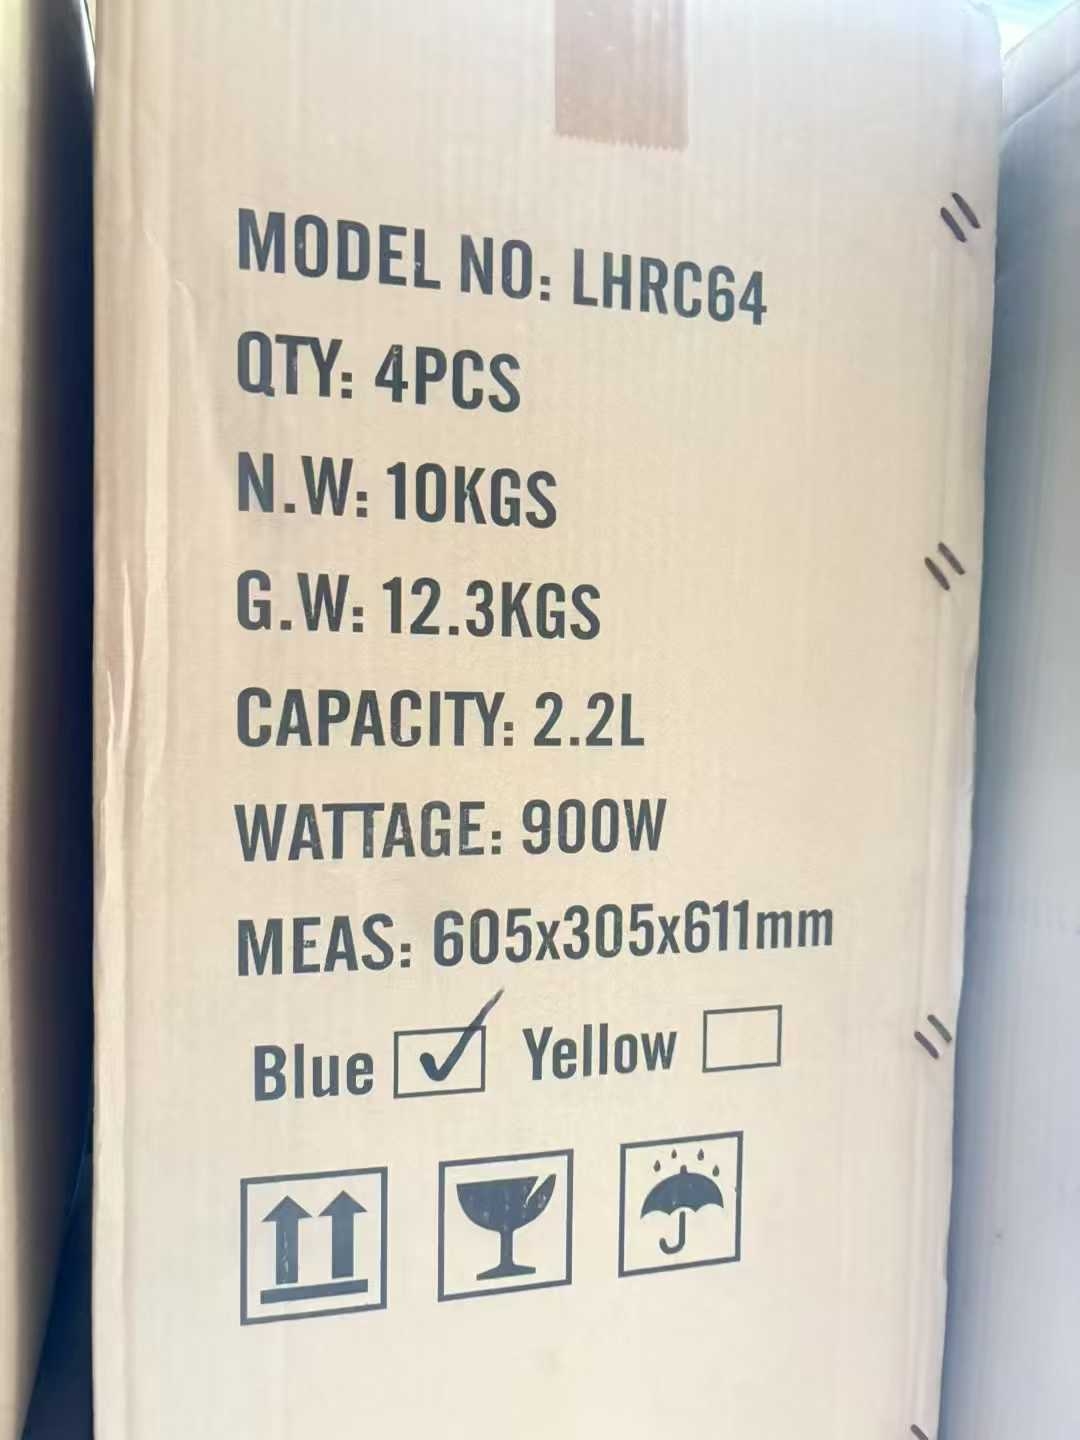 MODEL NO: LHRC64
QTY: 4PCS
N.W: 10KGS
G.W: 12.3KGS
CAPACITY: 2.2L
WATTAGE: 900W
MEAS: 605x305x611mm
Blue Yellow